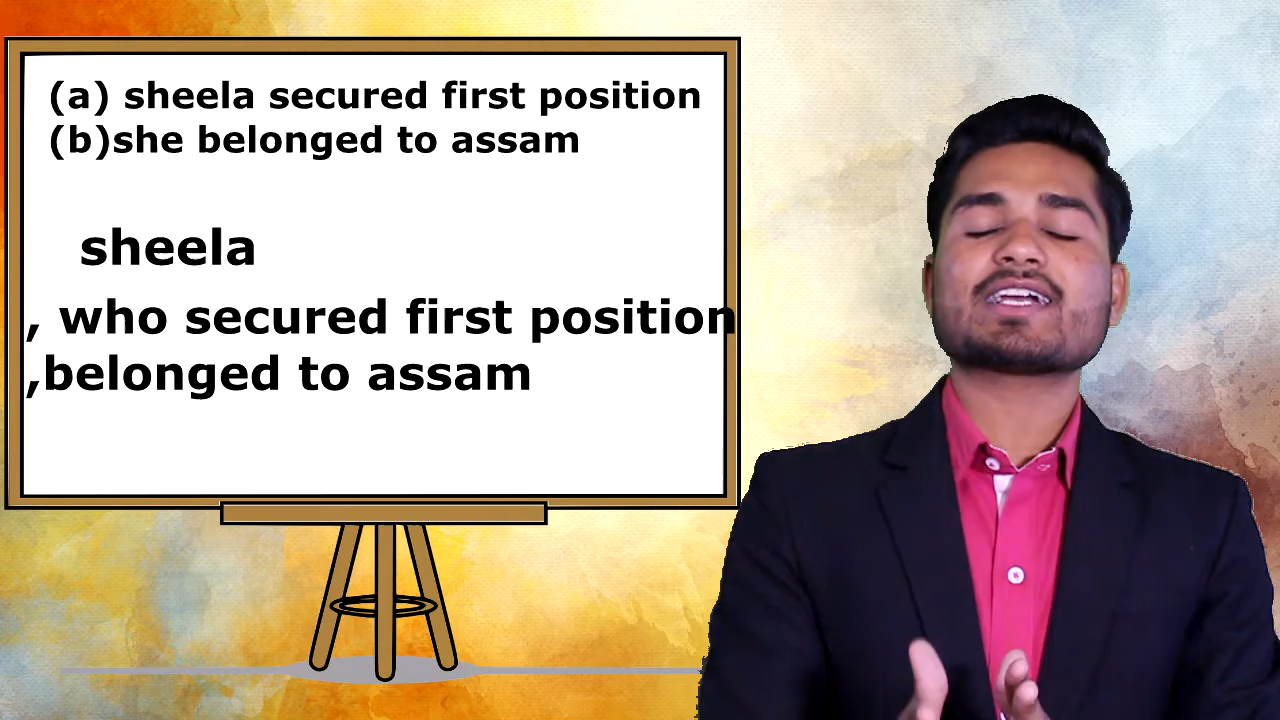 (a) sheela secured first position
(b)she belonged to assam
sheela
, who secured first position
,belonged to assam